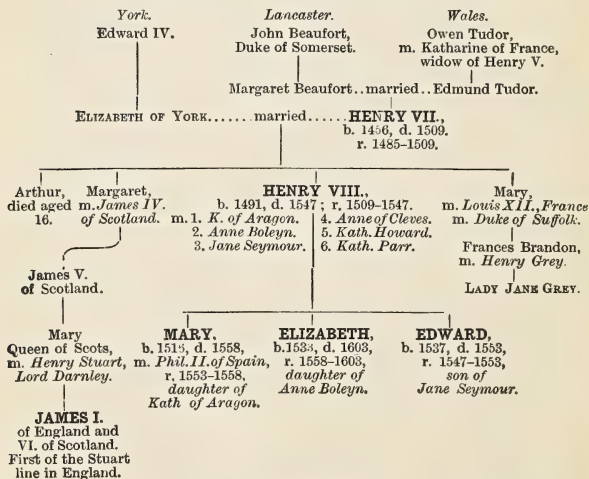 York.
Edward IV.
Lancaster.
John Beaufort,
Duke of Somerset.
Wales.
Owen Tudor,
m. Katharine of France,
widow of Henry V.
Margaret Beaufort..married..Edmund Tudor.
ELIZABETH OF YORK.......married.....HENRY VII.,
b. 1456, d. 1509.
r. 1485-1509.
Arthur,
died aged
16.
Margaret,
m. James IV.
of Scotland.
HENRY VIII.,
b. 1491, d. 1547; r. 1509-1547.
m. 1. K. of Aragon.
2. Anne Boleyn.
3. Jane Seymour.
4. Anne of Cleves.
5. Kath. Howard.
6. Kath. Parr.
Mary,
m. Louis XII., France
m. Duke of Suffolk.
Frances Brandon,
m. Henry Grey.
LADY JANE GREY.
James V.
of Scotland.
Mary
Queen of Scots,
m. Henry Stuart,
Lord Darnley.
MARY.
b. 1516, d. 1558,
m. Phil. II. of Spain,
r. 1553-1558,
daughter of
Kath of Aragon.
ELIZABETH,
b. 1533, d. 1603,
r. 1558-1603,
daughter of
Anne Boleyn.
EDWARD,
b. 1537, d. 1553,
r. 1547-1553,
son of
Jane Seymour.
JAMES I.
of England and
VI. of Scotland.
First of the Stuart
line in England.